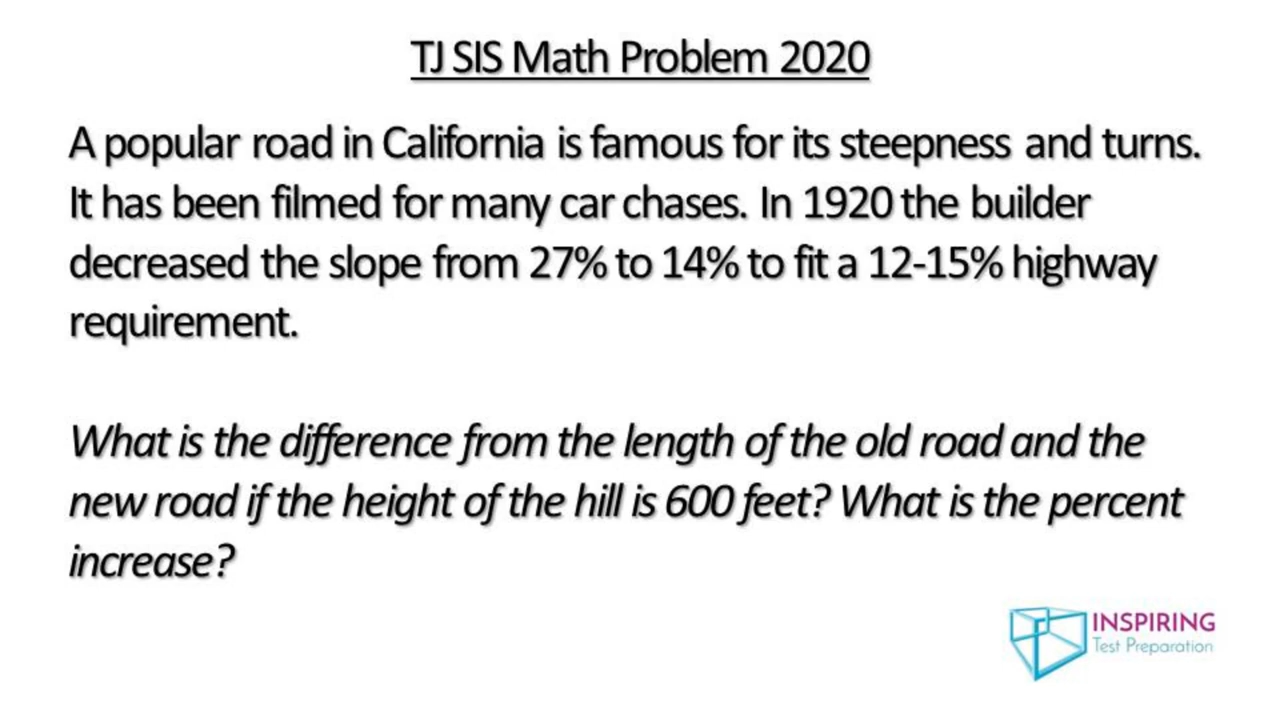 TJ SIS Math Problem 2020
A popular road in California is famous for its steepness and turns.
It has been filmed for many car chases. In 1920 the builder
decreased the slope from 27% to 14% to fit a 12-15% highway
requirement.
What is the difference from the length of the old road and the
new road if the height of the hill is 600 feet? What is the percent
increase?
INSPIRING
Test Preparation